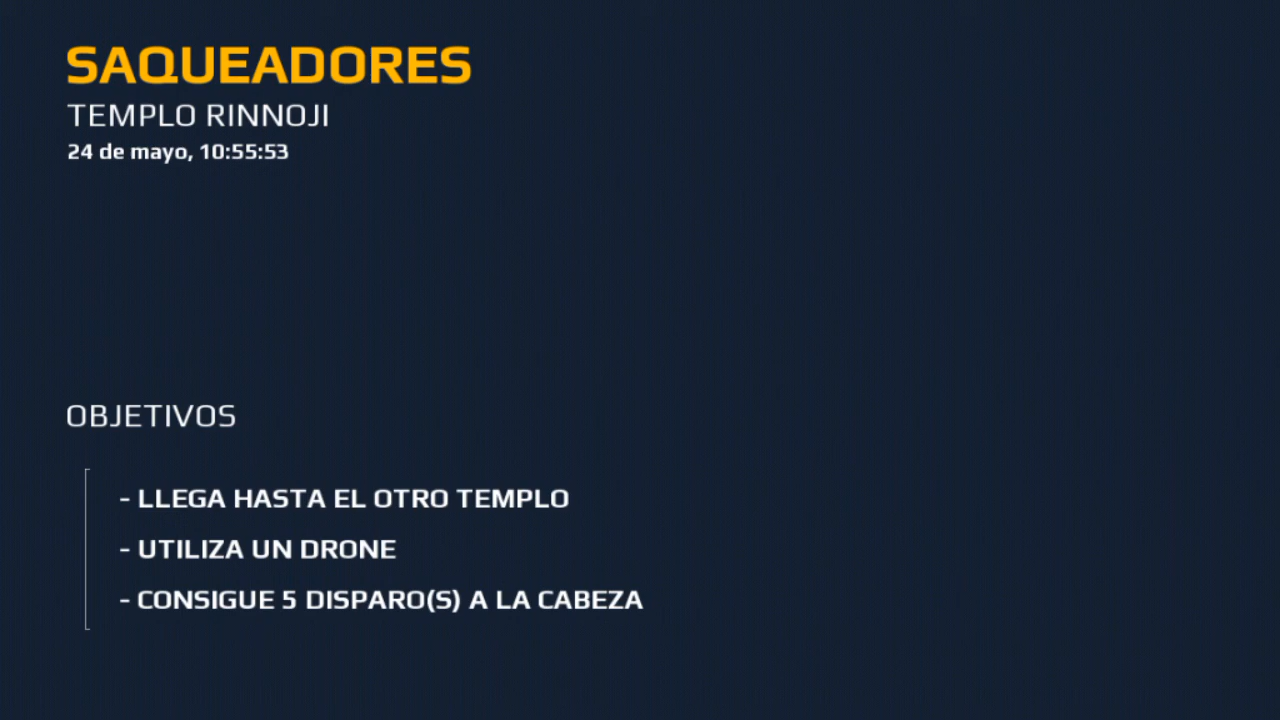 SAQUEADORES
TEMPLO RINNOJI
24 de mayo, 10:55:53
OBJETIVOS
- LLEGA HASTA EL OTRO TEMPLO
- UTILIZA UN DRONE
- CONSIGUE 5 DISPARO(S) A LA CABEZA